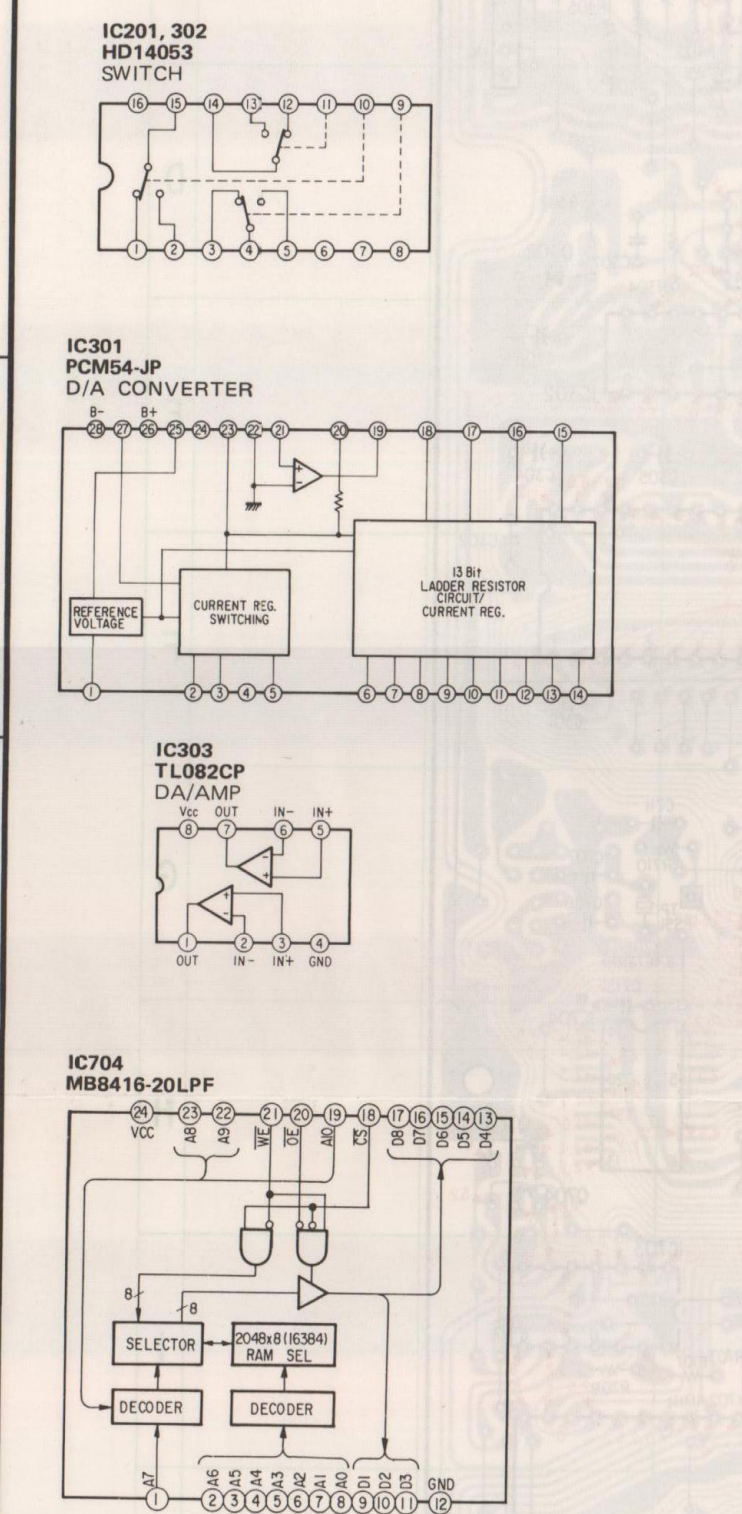 IC201, 302
HD14053
SWITCH
16 15 14 13 12 11 10 9
1 2 3 4 5 6 7 8
IC301
PCM54-JP
D/A CONVERTER
B- B+
28 27 26 25 24 23 22 21 20 19 18 17 16 15
+
-
13 Bit
LADDER RESISTOR
CIRCUIT/
CURRENT REG.
REFERENCE
VOLTAGE
CURRENT REG.
SWITCHING
1 2 3 4 5 6 7 8 9 10 11 12 13 14
IC303
TL082CP
DA/AMP
Vcc OUT IN- IN+
8 7 6 5
-
+
+
-
1 2 3 4
OUT IN- IN+ GND
IC704
MB8416-20LPF
24 23 22 21 20 19 18 17 16 15 14 13
VCC A8 A9 WE OE A10 CS D8 D7 D6 D5 D4
8 8
SELECTOR
2048x8(16384)
RAM SEL
DECODER DECODER
A7 A6 A5 A4 A3 A2 A1 A0 D1 D2 D3 GND
1 2 3 4 5 6 7 8 9 10 11 12